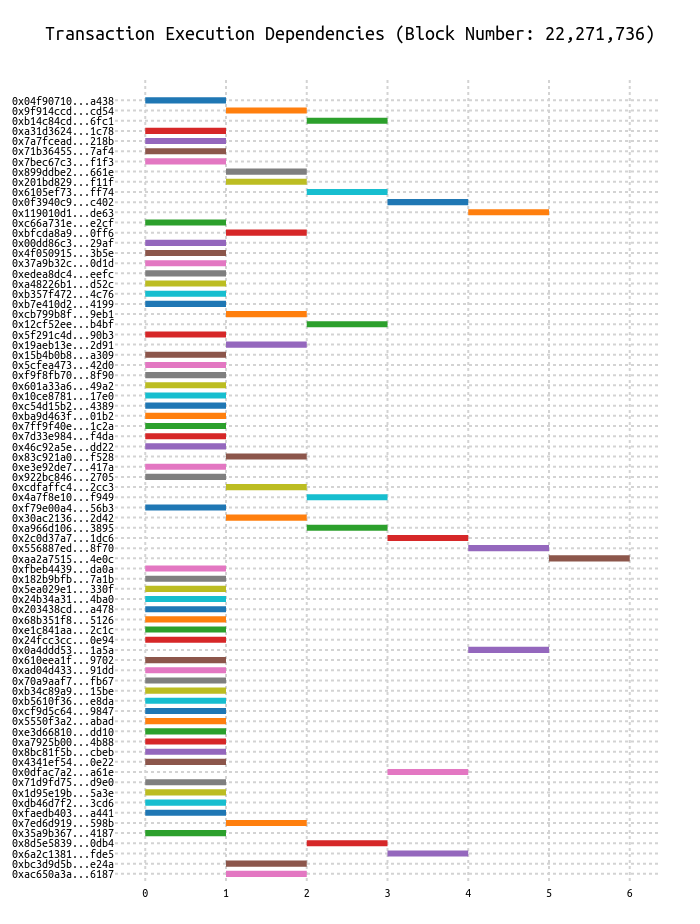 Transaction Execution Dependencies (Block Number: 22,271,736)
0x04f90710...a438
0x9f914ccd...cd54
0xb14c84cd...6fc1
0xa31d3624...1c78
0x7a7fcead...218b
0x71b36455...7af4
0x7bec67c3...f1f3
0x899ddbe2...661e
0x201bd829...f11f
0x6105ef73...ff74
0x0f3940c9...c402
0x119010d1...de63
0xc66a731e...e2cf
0xbfcda8a9...0ff6
0x00dd86c3...29af
0x4f050915...3b5e
0x37a9b32c...0d1d
0xedea8dc4...eefc
0xa48226b1...d52c
0xb357f472...4c76
0xb7e410d2...4199
0xcb799b8f...9eb1
0x12cf52ee...b4bf
0x5f291c4d...90b3
0x19aeb13e...2d91
0x15b4b0b8...a309
0x5cfea473...42d0
0xf9f8fb70...8f90
0x601a33a6...49a2
0x10ce8781...17e0
0xc54d15b2...4389
0xba9d463f...01b2
0x7ff9f40e...1c2a
0x7d33e984...f4da
0x46c92a5e...dd22
0x83c921a0...f528
0xe3e92de7...417a
0x922bc846...2705
0xcdfaffc4...2cc3
0x4a7f8e10...f949
0xf79e00a4...56b3
0x30ac2136...2d42
0xa966d106...3895
0x2c0d37a7...1dc6
0x556887ed...8f70
0xaa2a7515...4e0c
0xfbeb4439...da0a
0x182b9bfb...7a1b
0x5ea029e1...330f
0x24b34a31...4ba0
0x203438cd...a478
0x68b351f8...5126
0xe1c841aa...2c1c
0x24fcc3cc...0e94
0x0a4ddd53...1a5a
0x610eea1f...9702
0xad04d433...91dd
0x70a9aaf7...fb67
0xb34c89a9...15be
0xb5610f36...e8da
0xcf9d5c64...9847
0x5550f3a2...abad
0xe3d66810...dd10
0xa7925b00...4b88
0x8bc81f5b...cbeb
0x4341ef54...0e22
0x0dfac7a2...a61e
0x71d9fd75...d9e0
0x1d95e19b...5a3e
0xdb46d7f2...3cd6
0xfaedb403...a441
0x7ed6d919...598b
0x35a9b367...4187
0x8d5e5839...0db4
0x6a2c1381...fde5
0xbc3d9d5b...e24a
0xac650a3a...6187
0 1 2 3 4 5 6